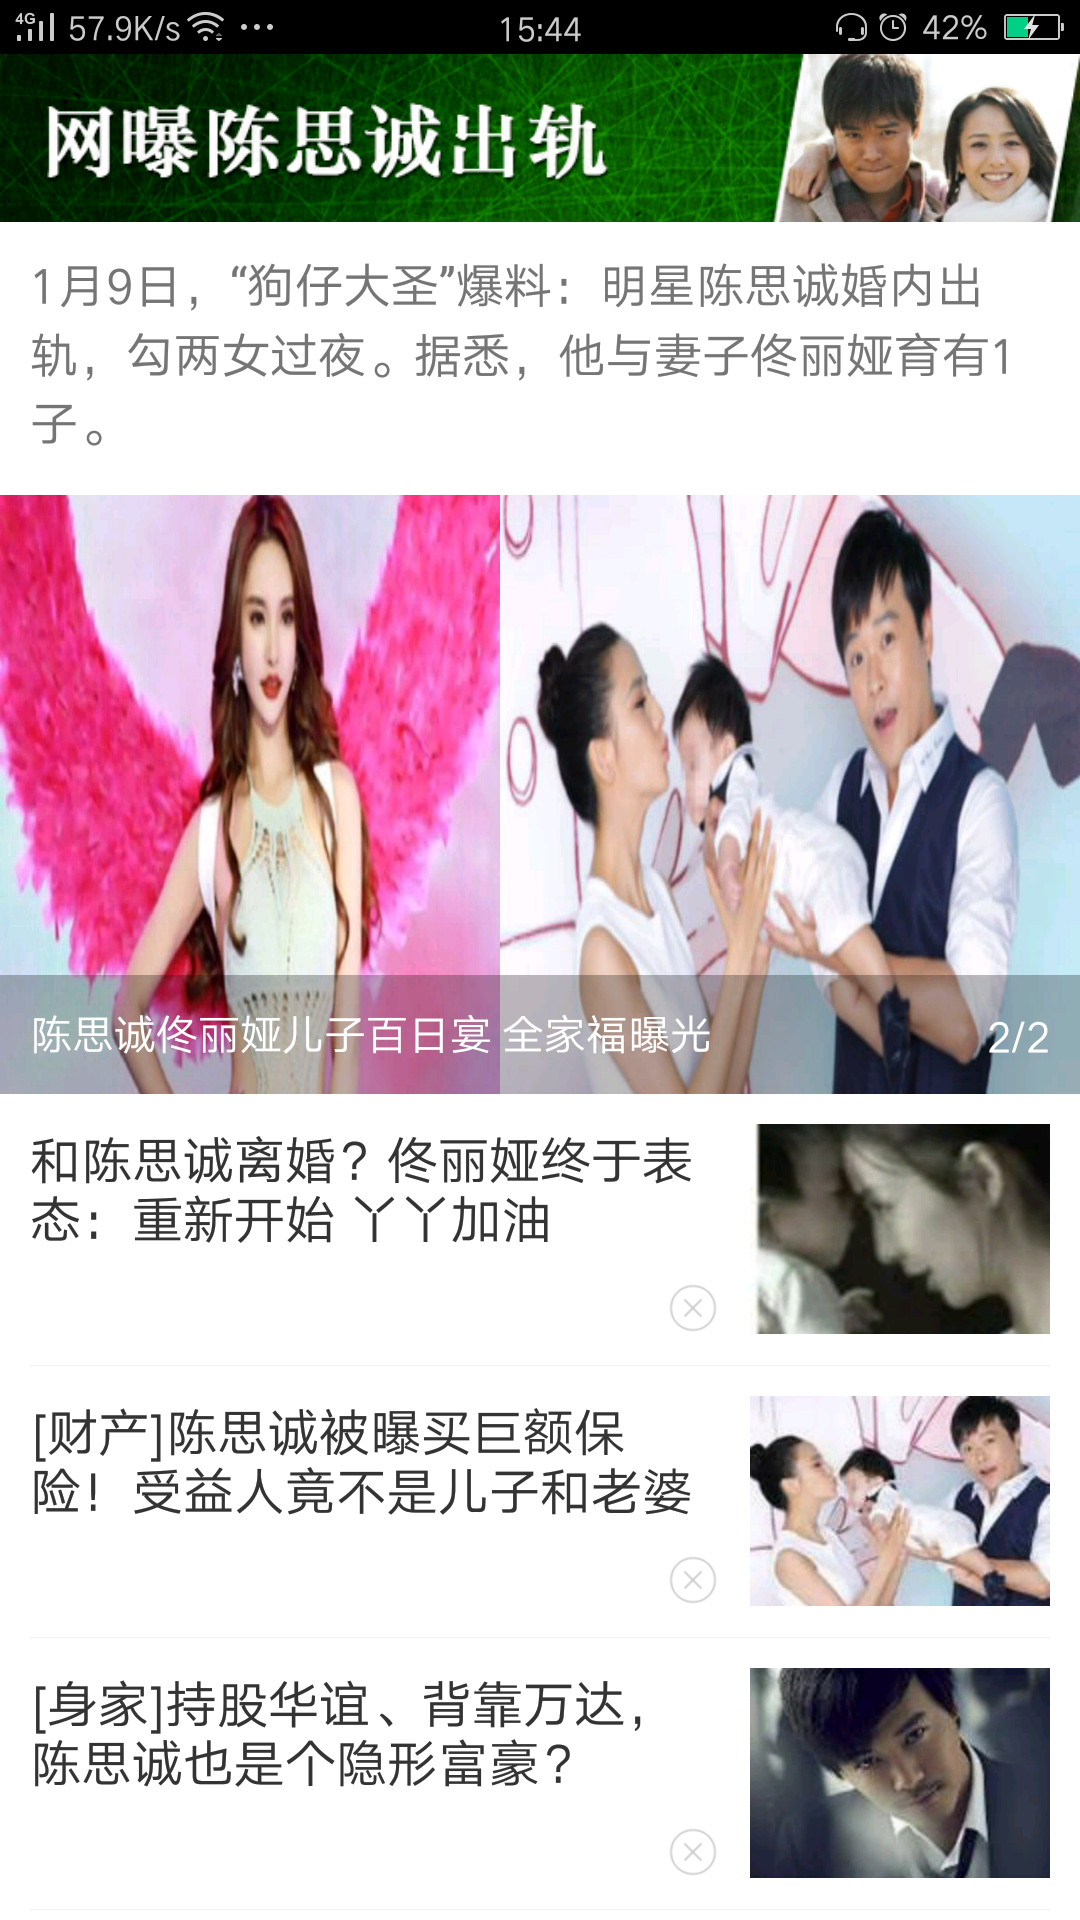 4G 57.9K/s 15:44 42%
网曝陈思诚出轨
1月9日，“狗仔大圣”爆料：明星陈思诚婚内出
轨，勾两女过夜。据悉，他与妻子佟丽娅育有1
子。
陈思诚佟丽娅儿子百日宴 全家福曝光 2/2
和陈思诚离婚？佟丽娅终于表
态：重新开始 丫丫加油
[财产]陈思诚被曝买巨额保
险！受益人竟不是儿子和老婆
[身家]持股华谊、背靠万达，
陈思诚也是个隐形富豪？